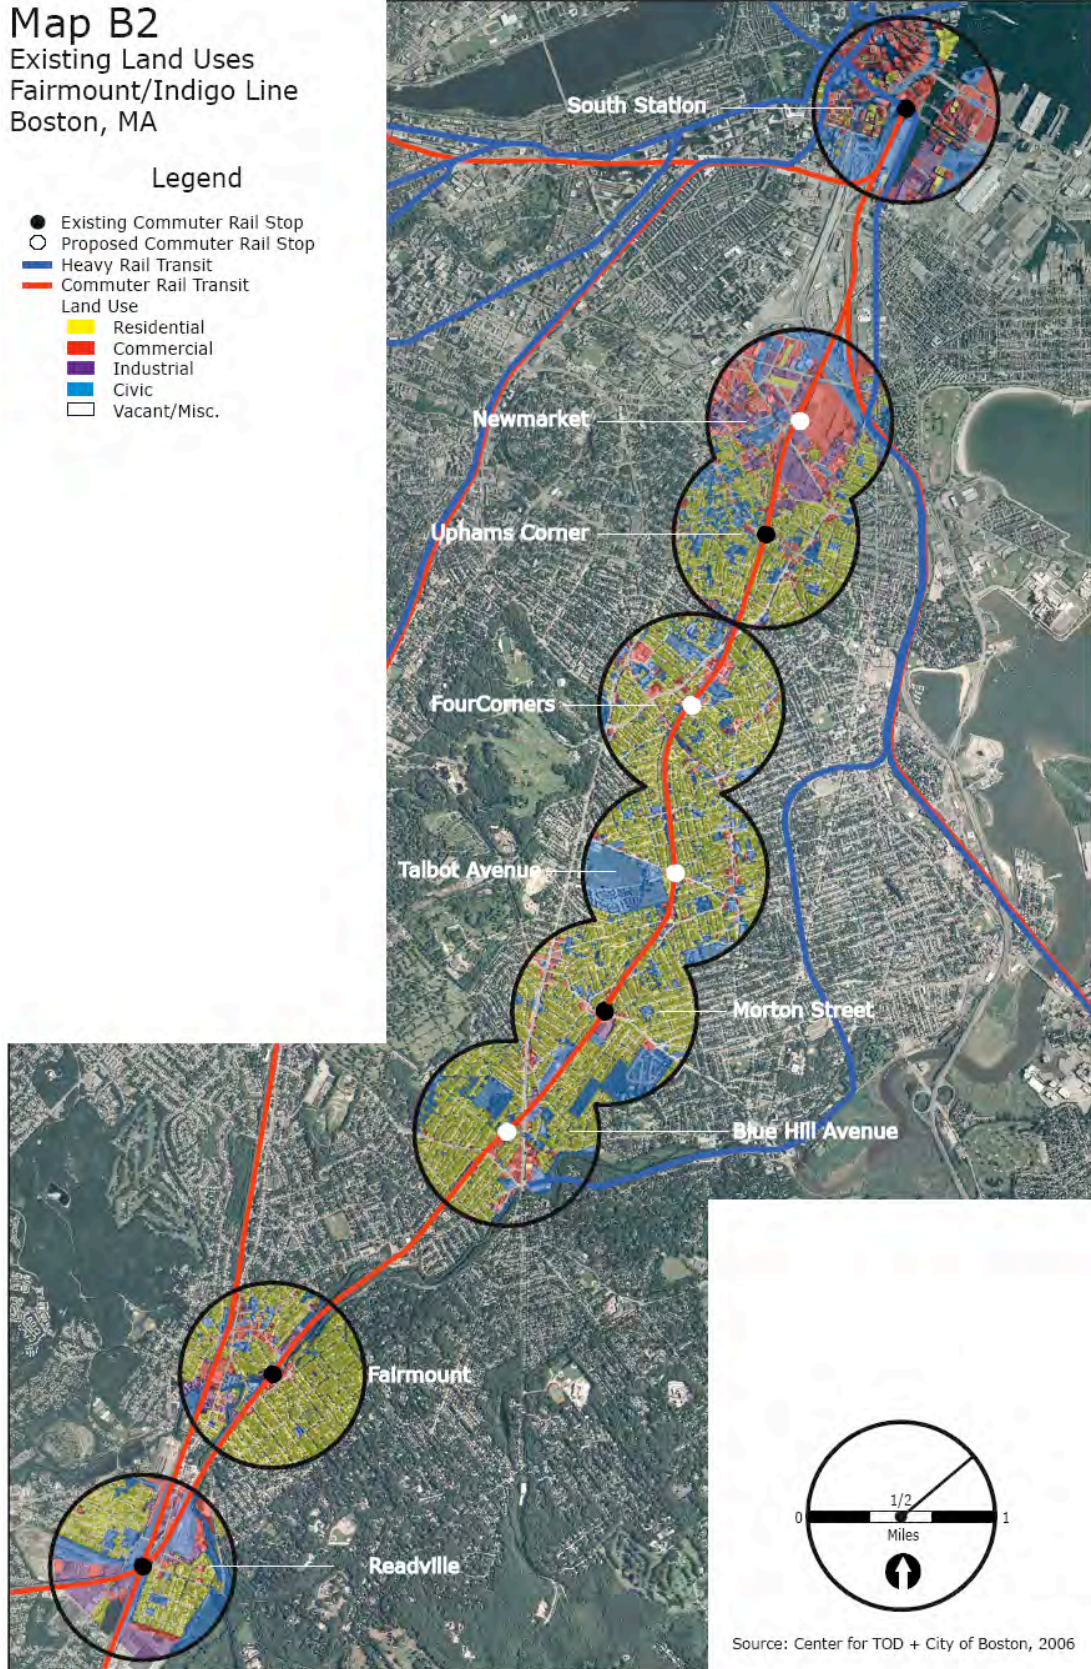 Map B2
Existing Land Uses
Fairmount/Indigo Line
Boston, MA
Legend
Existing Commuter Rail Stop
Proposed Commuter Rail Stop
Heavy Rail Transit
Commuter Rail Transit
Land Use
Residential
Commercial
Industrial
Civic
Vacant/Misc.
South Station
Newmarket
Uphams Corner
FourCorners
Talbot Avenue
Morton Street
Blue Hill Avenue
Fairmount
Readville
1/2
0 1
Miles
Source: Center for TOD + City of Boston, 2006